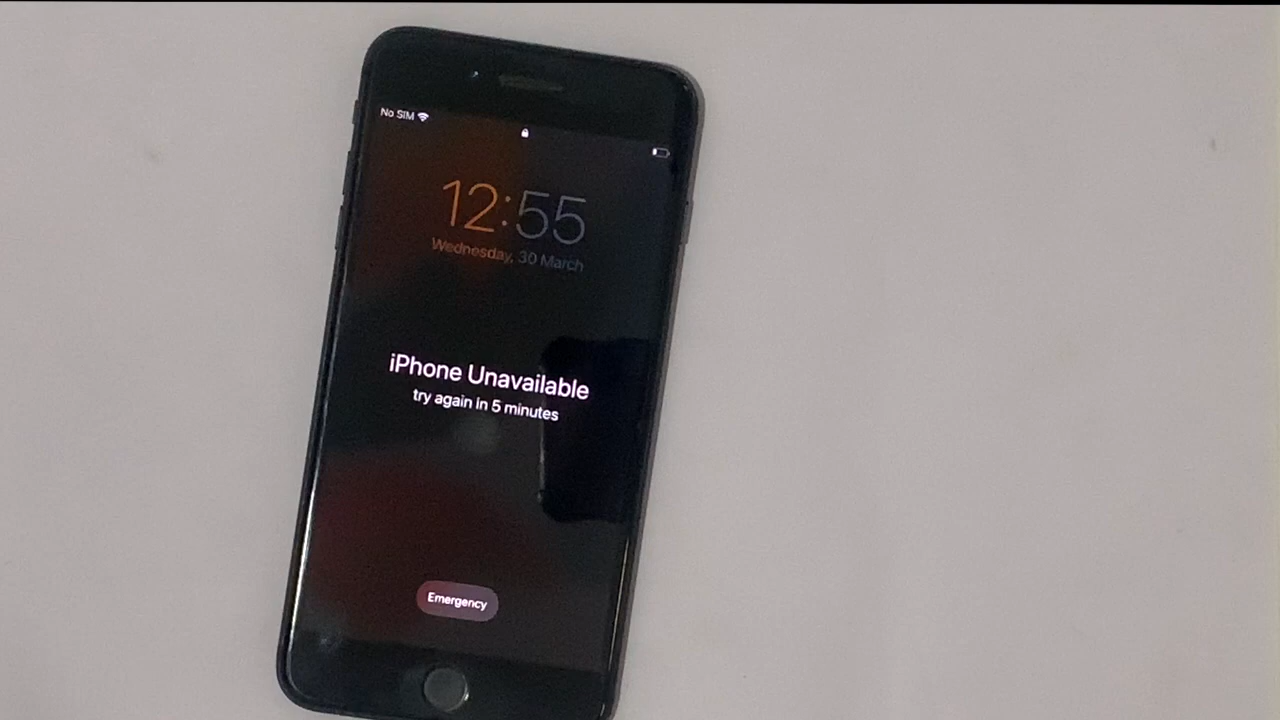 No SIM
12:55
Wednesday, 30 March
iPhone Unavailable
try again in 5 minutes
Emergency